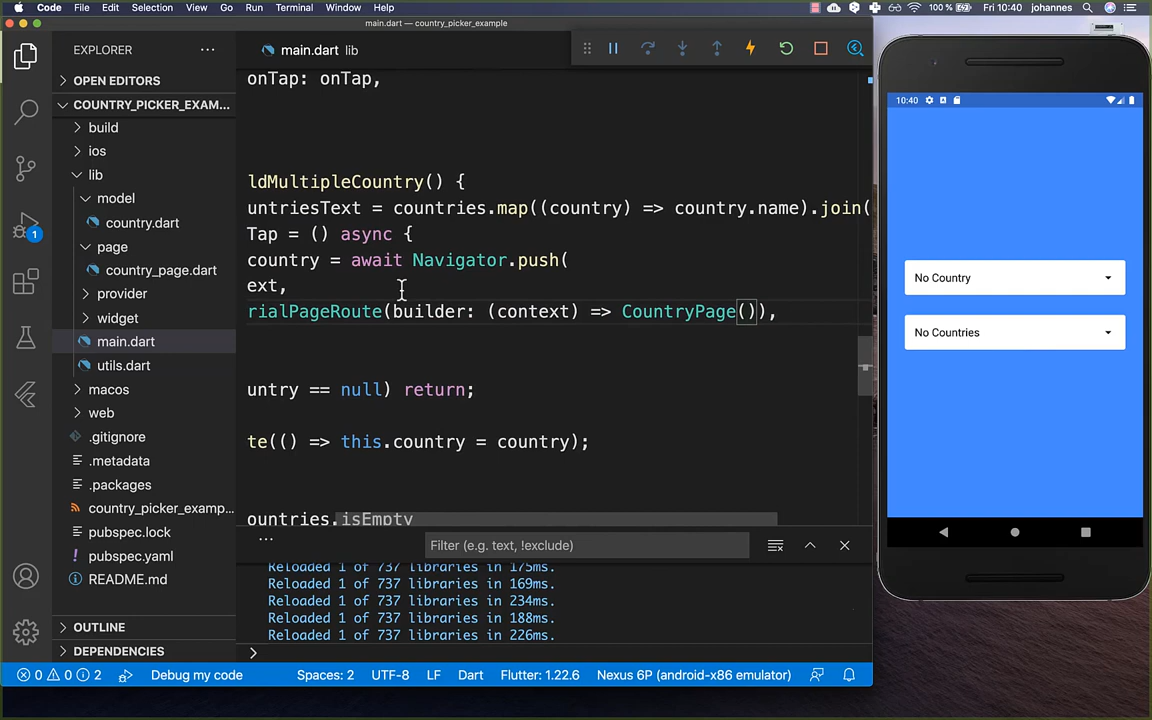 Code File Edit Selection View Go Run Terminal Window Help 100% Fri 10:40 johannes
main.dart — country_picker_example
EXPLORER
OPEN EDITORS
COUNTRY_PICKER_EXAM...
build
ios
lib
model
country.dart
page
country_page.dart
provider
widget
main.dart
utils.dart
macos
web
.gitignore
.metadata
.packages
country_picker_examp...
pubspec.lock
pubspec.yaml
README.md
OUTLINE
DEPENDENCIES
1
main.dart lib
onTap: onTap,
ldMultipleCountry() {
untriesText = countries.map((country) => country.name).join(
Tap = () async {
country = await Navigator.push(
ext,
rialPageRoute(builder: (context) => CountryPage()),
untry == null) return;
te(() => this.country = country);
ountries.isEmpty
Filter (e.g. text, !exclude)
Reloaded 1 of 737 libraries in 175ms.
Reloaded 1 of 737 libraries in 169ms.
Reloaded 1 of 737 libraries in 234ms.
Reloaded 1 of 737 libraries in 188ms.
Reloaded 1 of 737 libraries in 226ms.
0 0 2 Debug my code Spaces: 2 UTF-8 LF Dart Flutter: 1.22.6 Nexus 6P (android-x86 emulator)
10:40
No Country
No Countries